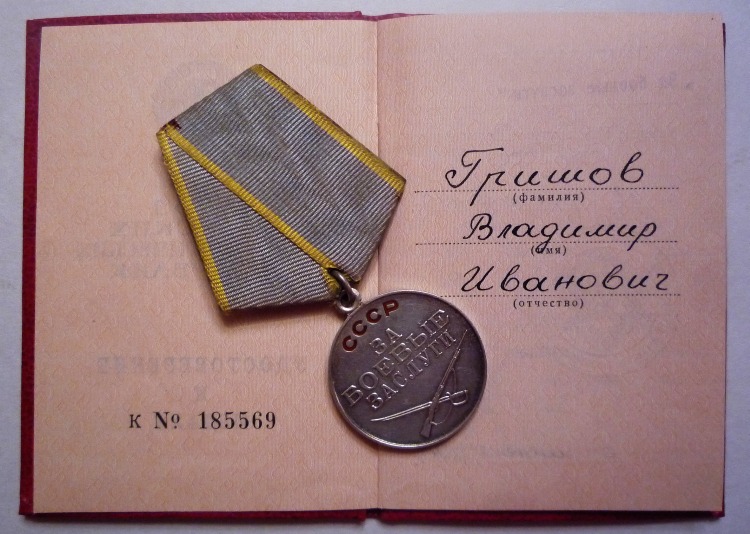 К № 185569
Гришов
(фамилия)
Владимир
(имя)
Иванович
(отчество)
СССР
ЗА
БОЕВЫЕ
ЗАСЛУГИ